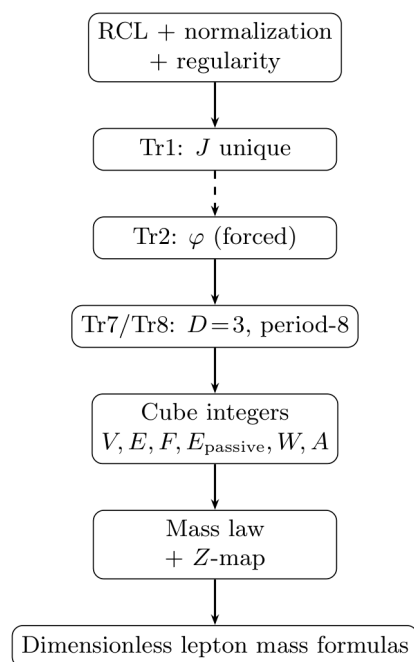 RCL + normalization
+ regularity
Tr1: J unique
Tr2: φ (forced)
Tr7/Tr8: D = 3, period-8
Cube integers
V, E, F, E_passive, W, A
Mass law
+ Z-map
Dimensionless lepton mass formulas